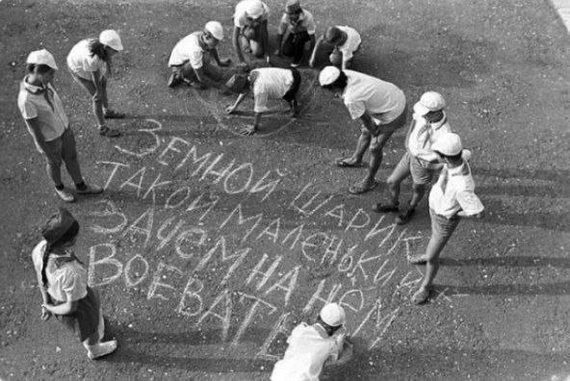 ЗЕМНОЙ ШАРИК
ТАКОЙ МАЛЕНЬКИЙ
ЗАЧЕМ НА НЁМ
ВОЕВАТЬ